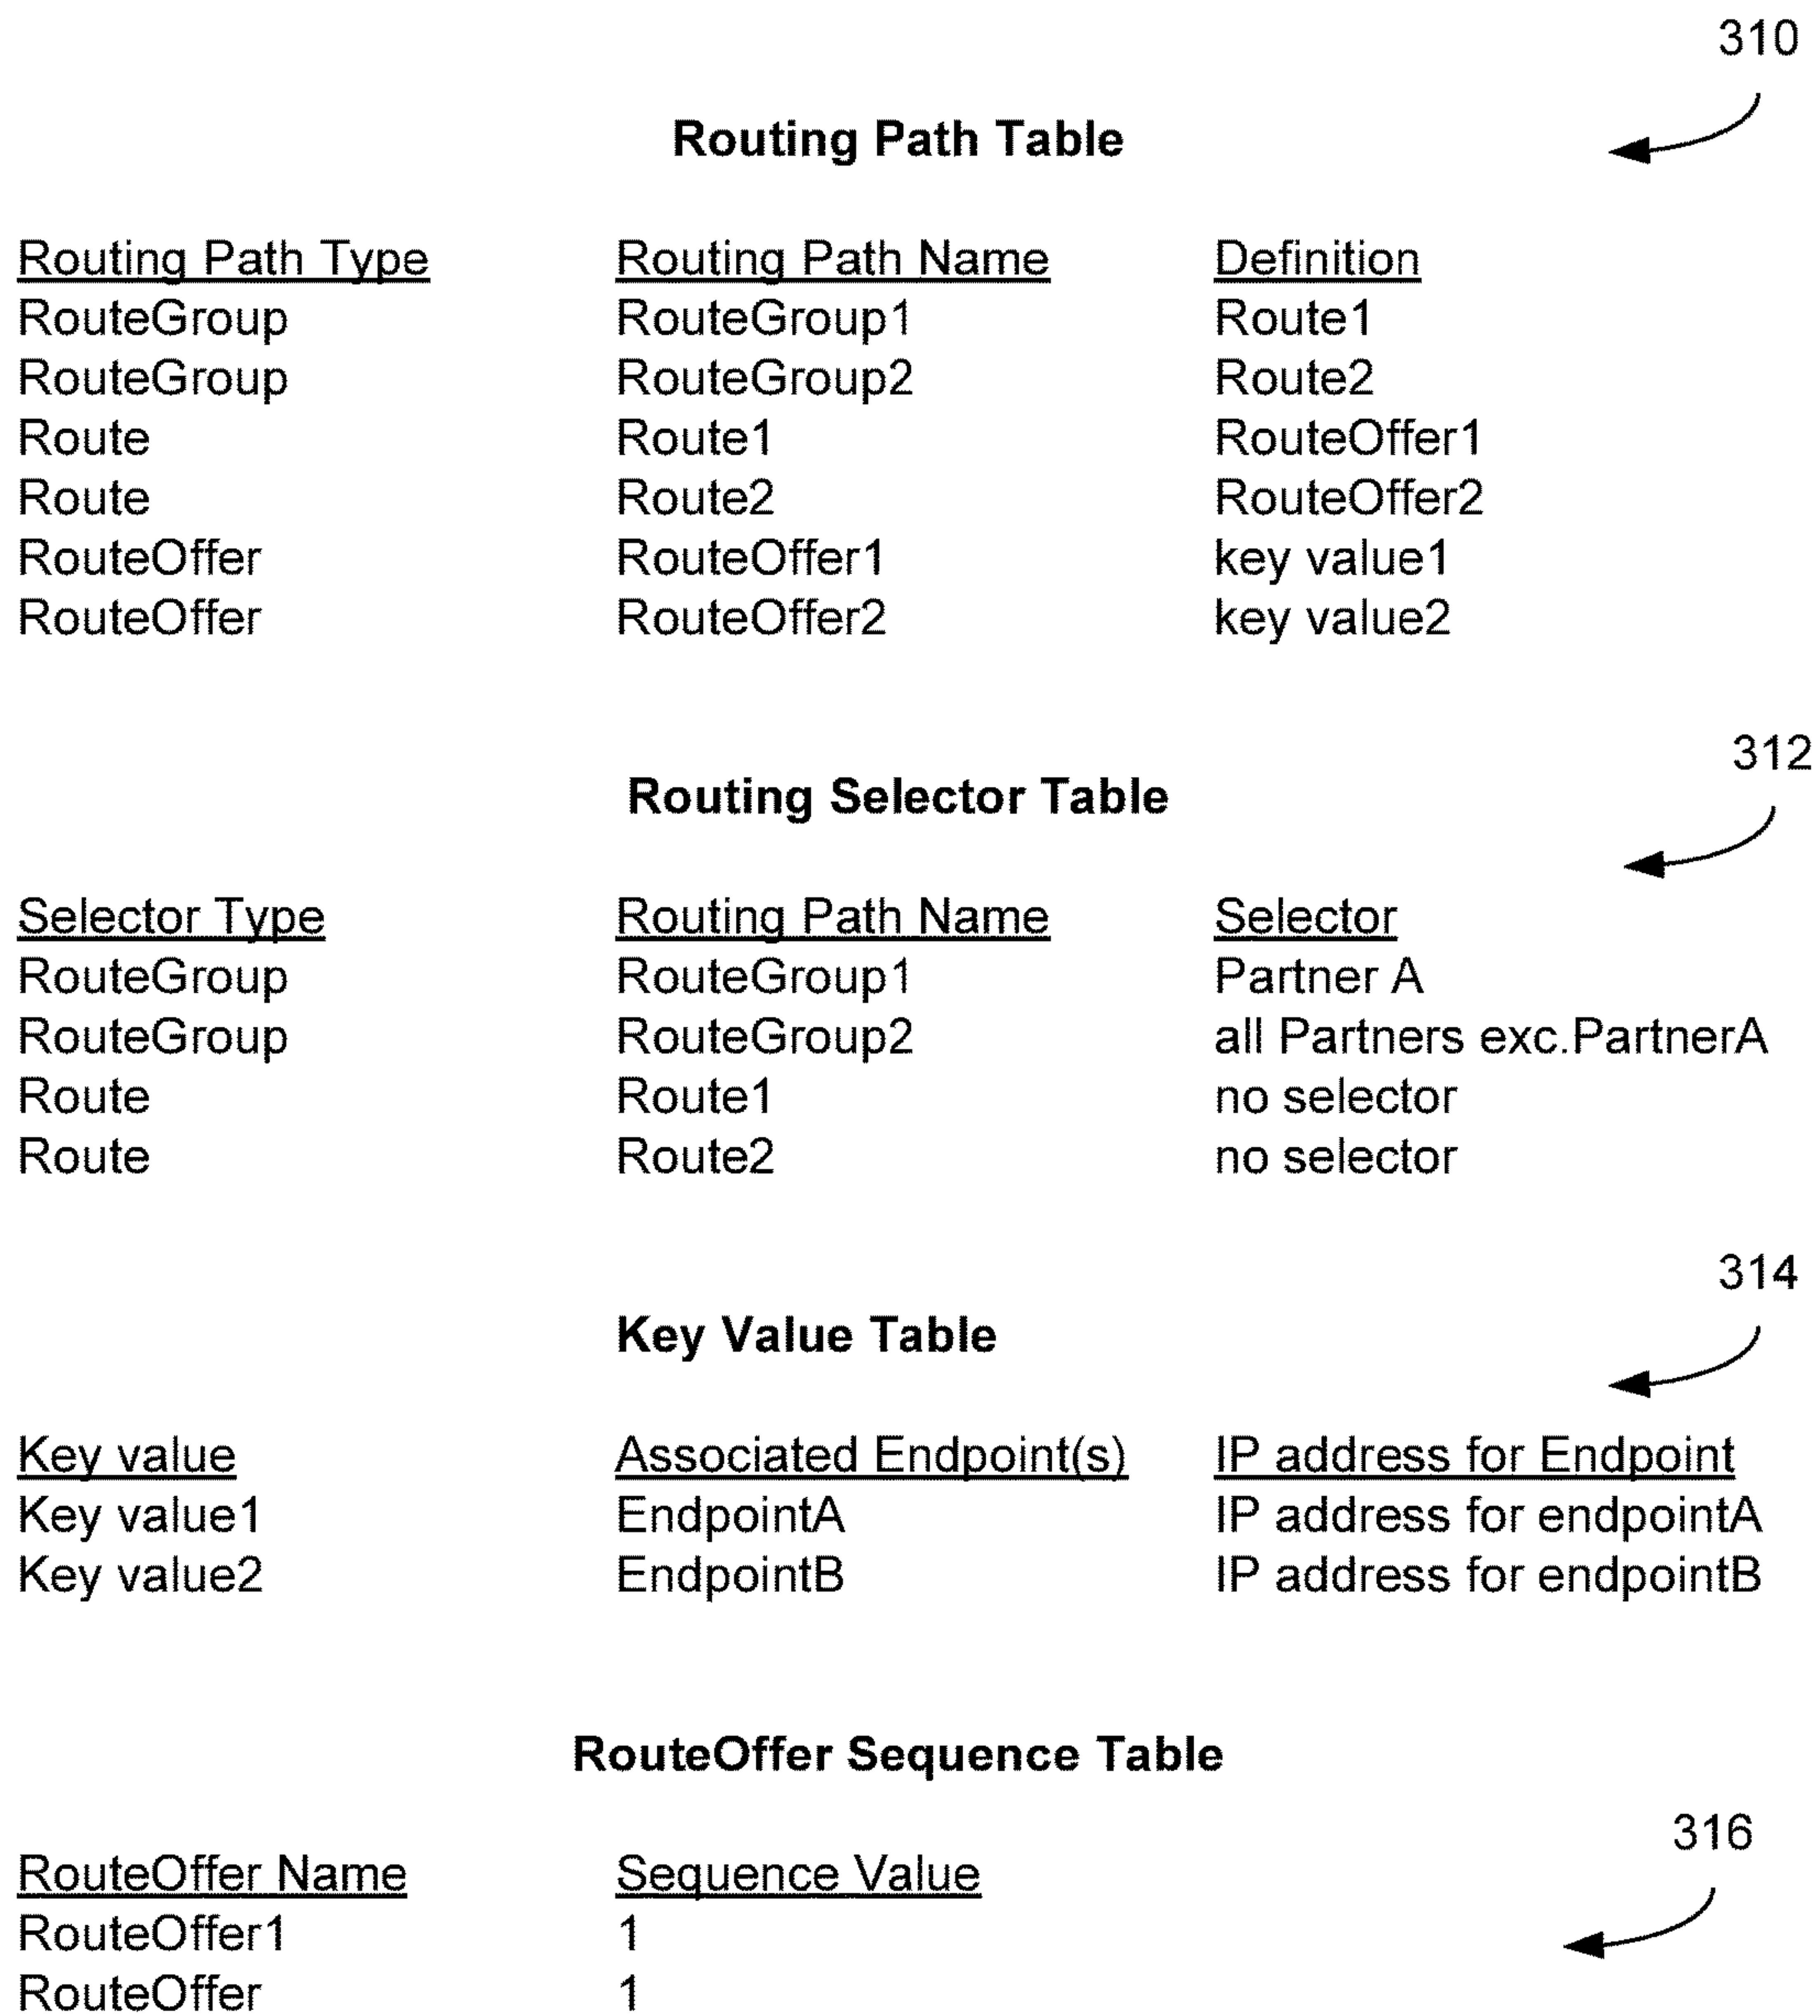 310
Routing Path Table
Routing Path Type Routing Path Name Definition
RouteGroup RouteGroup1 Route1
RouteGroup RouteGroup2 Route2
Route Route1 RouteOffer1
Route Route2 RouteOffer2
RouteOffer RouteOffer1 key value1
RouteOffer RouteOffer2 key value2
312
Routing Selector Table
Selector Type Routing Path Name Selector
RouteGroup RouteGroup1 Partner A
RouteGroup RouteGroup2 all Partners exc.PartnerA
Route Route1 no selector
Route Route2 no selector
314
Key Value Table
Key value Associated Endpoint(s) IP address for Endpoint
Key value1 EndpointA IP address for endpointA
Key value2 EndpointB IP address for endpointB
RouteOffer Sequence Table
316
RouteOffer Name Sequence Value
RouteOffer1 1
RouteOffer 1